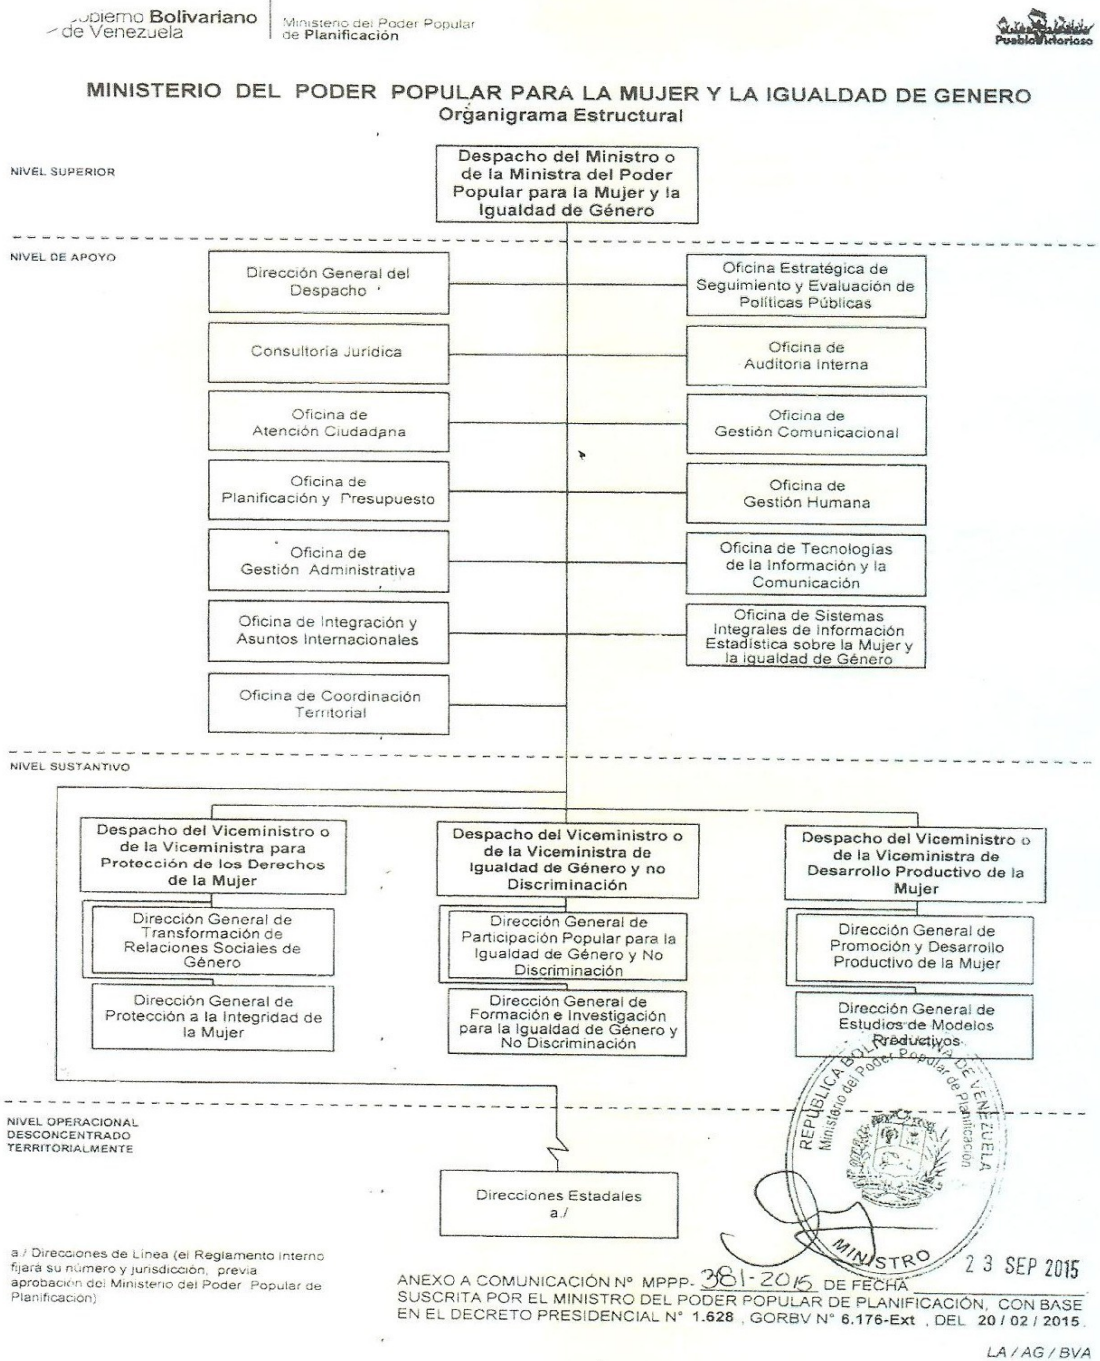 Gobierno Bolivariano
de Venezuela
Ministerio del Poder Popular
de Planificación
PuebloVictorioso
MINISTERIO DEL PODER POPULAR PARA LA MUJER Y LA IGUALDAD DE GENERO
Organigrama Estructural
NIVEL SUPERIOR
Despacho del Ministro o
de la Ministra del Poder
Popular para la Mujer y la
Igualdad de Género
NIVEL DE APOYO
Dirección General del
Despacho
Oficina Estratégica de
Seguimiento y Evaluación de
Políticas Públicas
Consultoría Jurídica
Oficina de
Auditoria Interna
Oficina de
Atención Ciudadana
Oficina de
Gestión Comunicacional
Oficina de
Planificación y Presupuesto
Oficina de
Gestión Humana
Oficina de
Gestión Administrativa
Oficina de Tecnologías
de la Información y la
Comunicación
Oficina de Integración y
Asuntos Internacionales
Oficina de Sistemas
Integrales de Información
Estadística sobre la Mujer y
la igualdad de Género
Oficina de Coordinación
Territorial
NIVEL SUSTANTIVO
Despacho del Viceministro o
de la Viceministra para
Protección de los Derechos
de la Mujer
Despacho del Viceministro o
de la Viceministra de
Igualdad de Género y no
Discriminación
Despacho del Viceministro o
de la Viceministra de
Desarrollo Productivo de la
Mujer
Dirección General de
Transformación de
Relaciones Sociales de
Género
Dirección General de
Participación Popular para la
Igualdad de Género y No
Discriminación
Dirección General de
Promoción y Desarrollo
Productivo de la Mujer
Dirección General de
Protección a la Integridad de
la Mujer
Dirección General de
Formación e Investigación
para la Igualdad de Género y
No Discriminación
Dirección General de
Estudios de Modelos
Productivos
REPÚBLICA BOLIVARIANA DE VENEZUELA
Ministerio del Poder Popular de Planificación
MINISTRO
NIVEL OPERACIONAL
DESCONCENTRADO
TERRITORIALMENTE
Direcciones Estadales
a./
a./ Direcciones de Línea (el Reglamento interno
fijará su número y jurisdicción, previa
aprobación del Ministerio del Poder Popular de
Planificación)
23 SEP 2015
ANEXO A COMUNICACIÓN Nº MPPP- 381-2015 DE FECHA
SUSCRITA POR EL MINISTRO DEL PODER POPULAR DE PLANIFICACIÓN, CON BASE
EN EL DECRETO PRESIDENCIAL N° 1.628 , GORBV N° 6.176-Ext , DEL 20 / 02 / 2015.
LA / AG / BVA